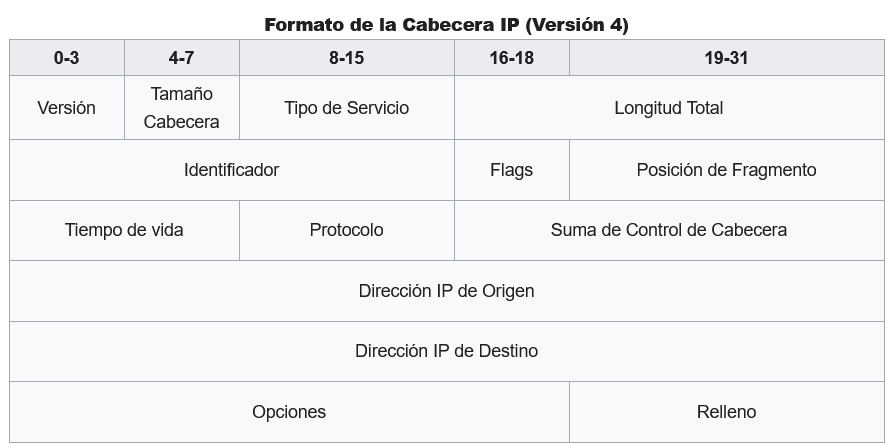 Formato de la Cabecera IP (Versión 4)
0-3 4-7 8-15 16-18 19-31
Versión Tamaño Cabecera Tipo de Servicio Longitud Total
Identificador Flags Posición de Fragmento
Tiempo de vida Protocolo Suma de Control de Cabecera
Dirección IP de Origen
Dirección IP de Destino
Opciones Relleno